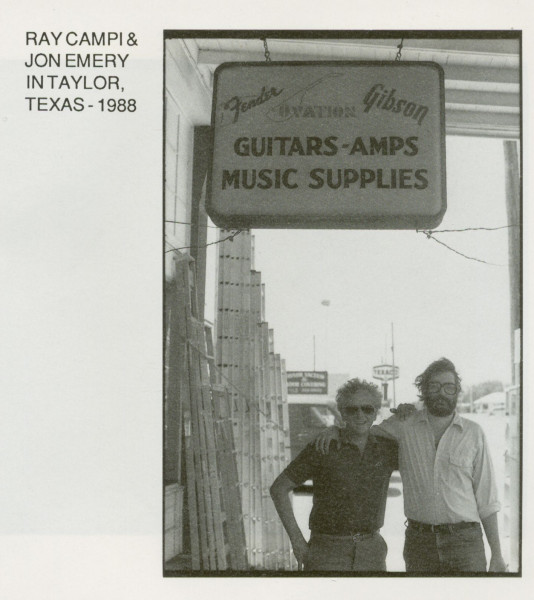 RAY CAMPI &
JON EMERY
IN TAYLOR,
TEXAS - 1988
Fender
OVATION
Gibson
GUITARS-AMPS
MUSIC SUPPLIES
TEXACO